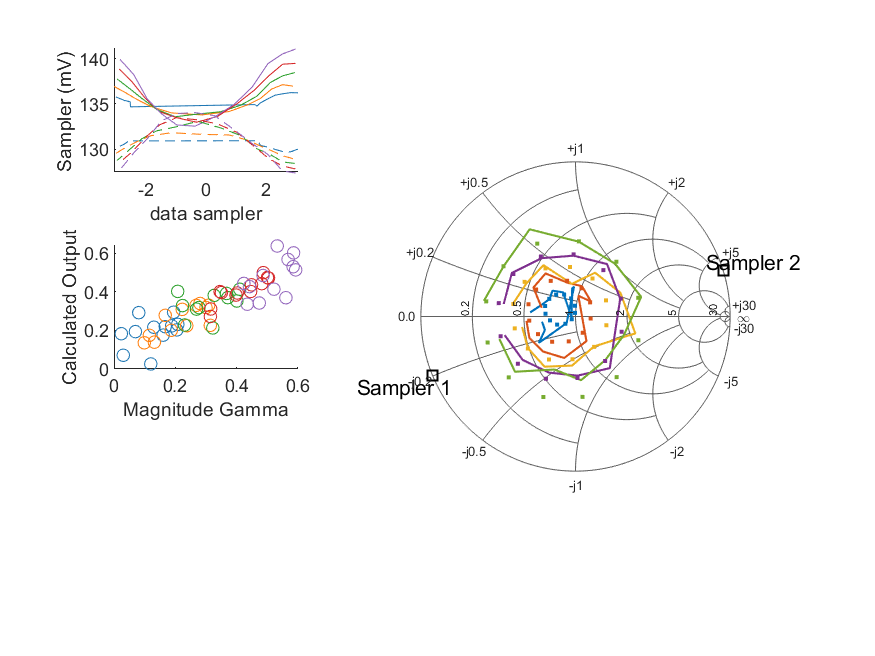 140
135
130
Sampler (mV)
-2 0 2
data sampler
0.6
0.4
0.2
0
Calculated Output
0 0.2 0.4 0.6
Magnitude Gamma
+j1
+j0.5 +j2
+j0.2 +j5
Sampler 2
0.0 0.2 0.5 1 2 5 30 +j30
∞
-j30
-j0.2 -j5
Sampler 1
-j0.5 -j2
-j1